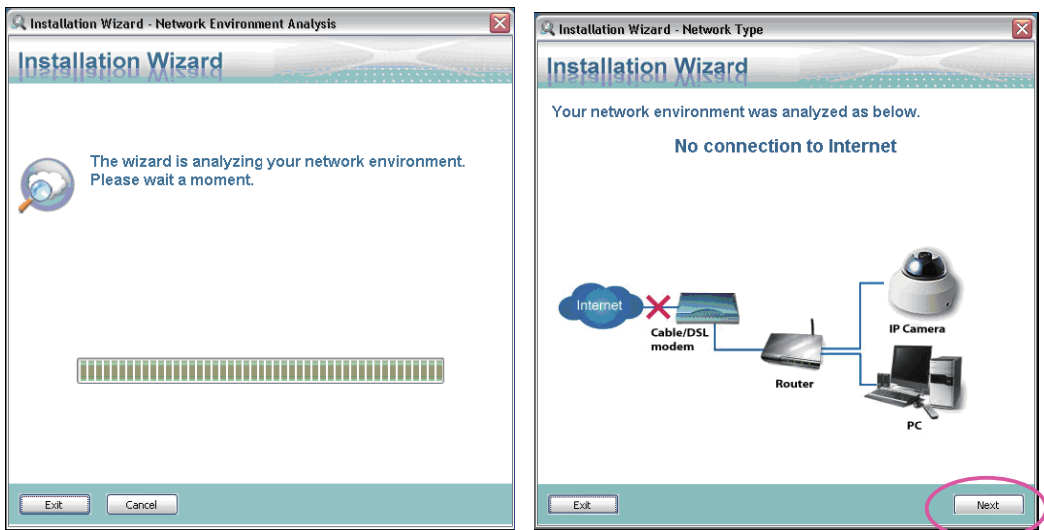 Installation Wizard - Network Environment Analysis
Installation Wizard
The wizard is analyzing your network environment.
Please wait a moment.
Exit
Cancel
Installation Wizard - Network Type
Installation Wizard
Your network environment was analyzed as below.
No connection to Internet
Internet
Cable/DSL
modem
Router
IP Camera
PC
Exit
Next